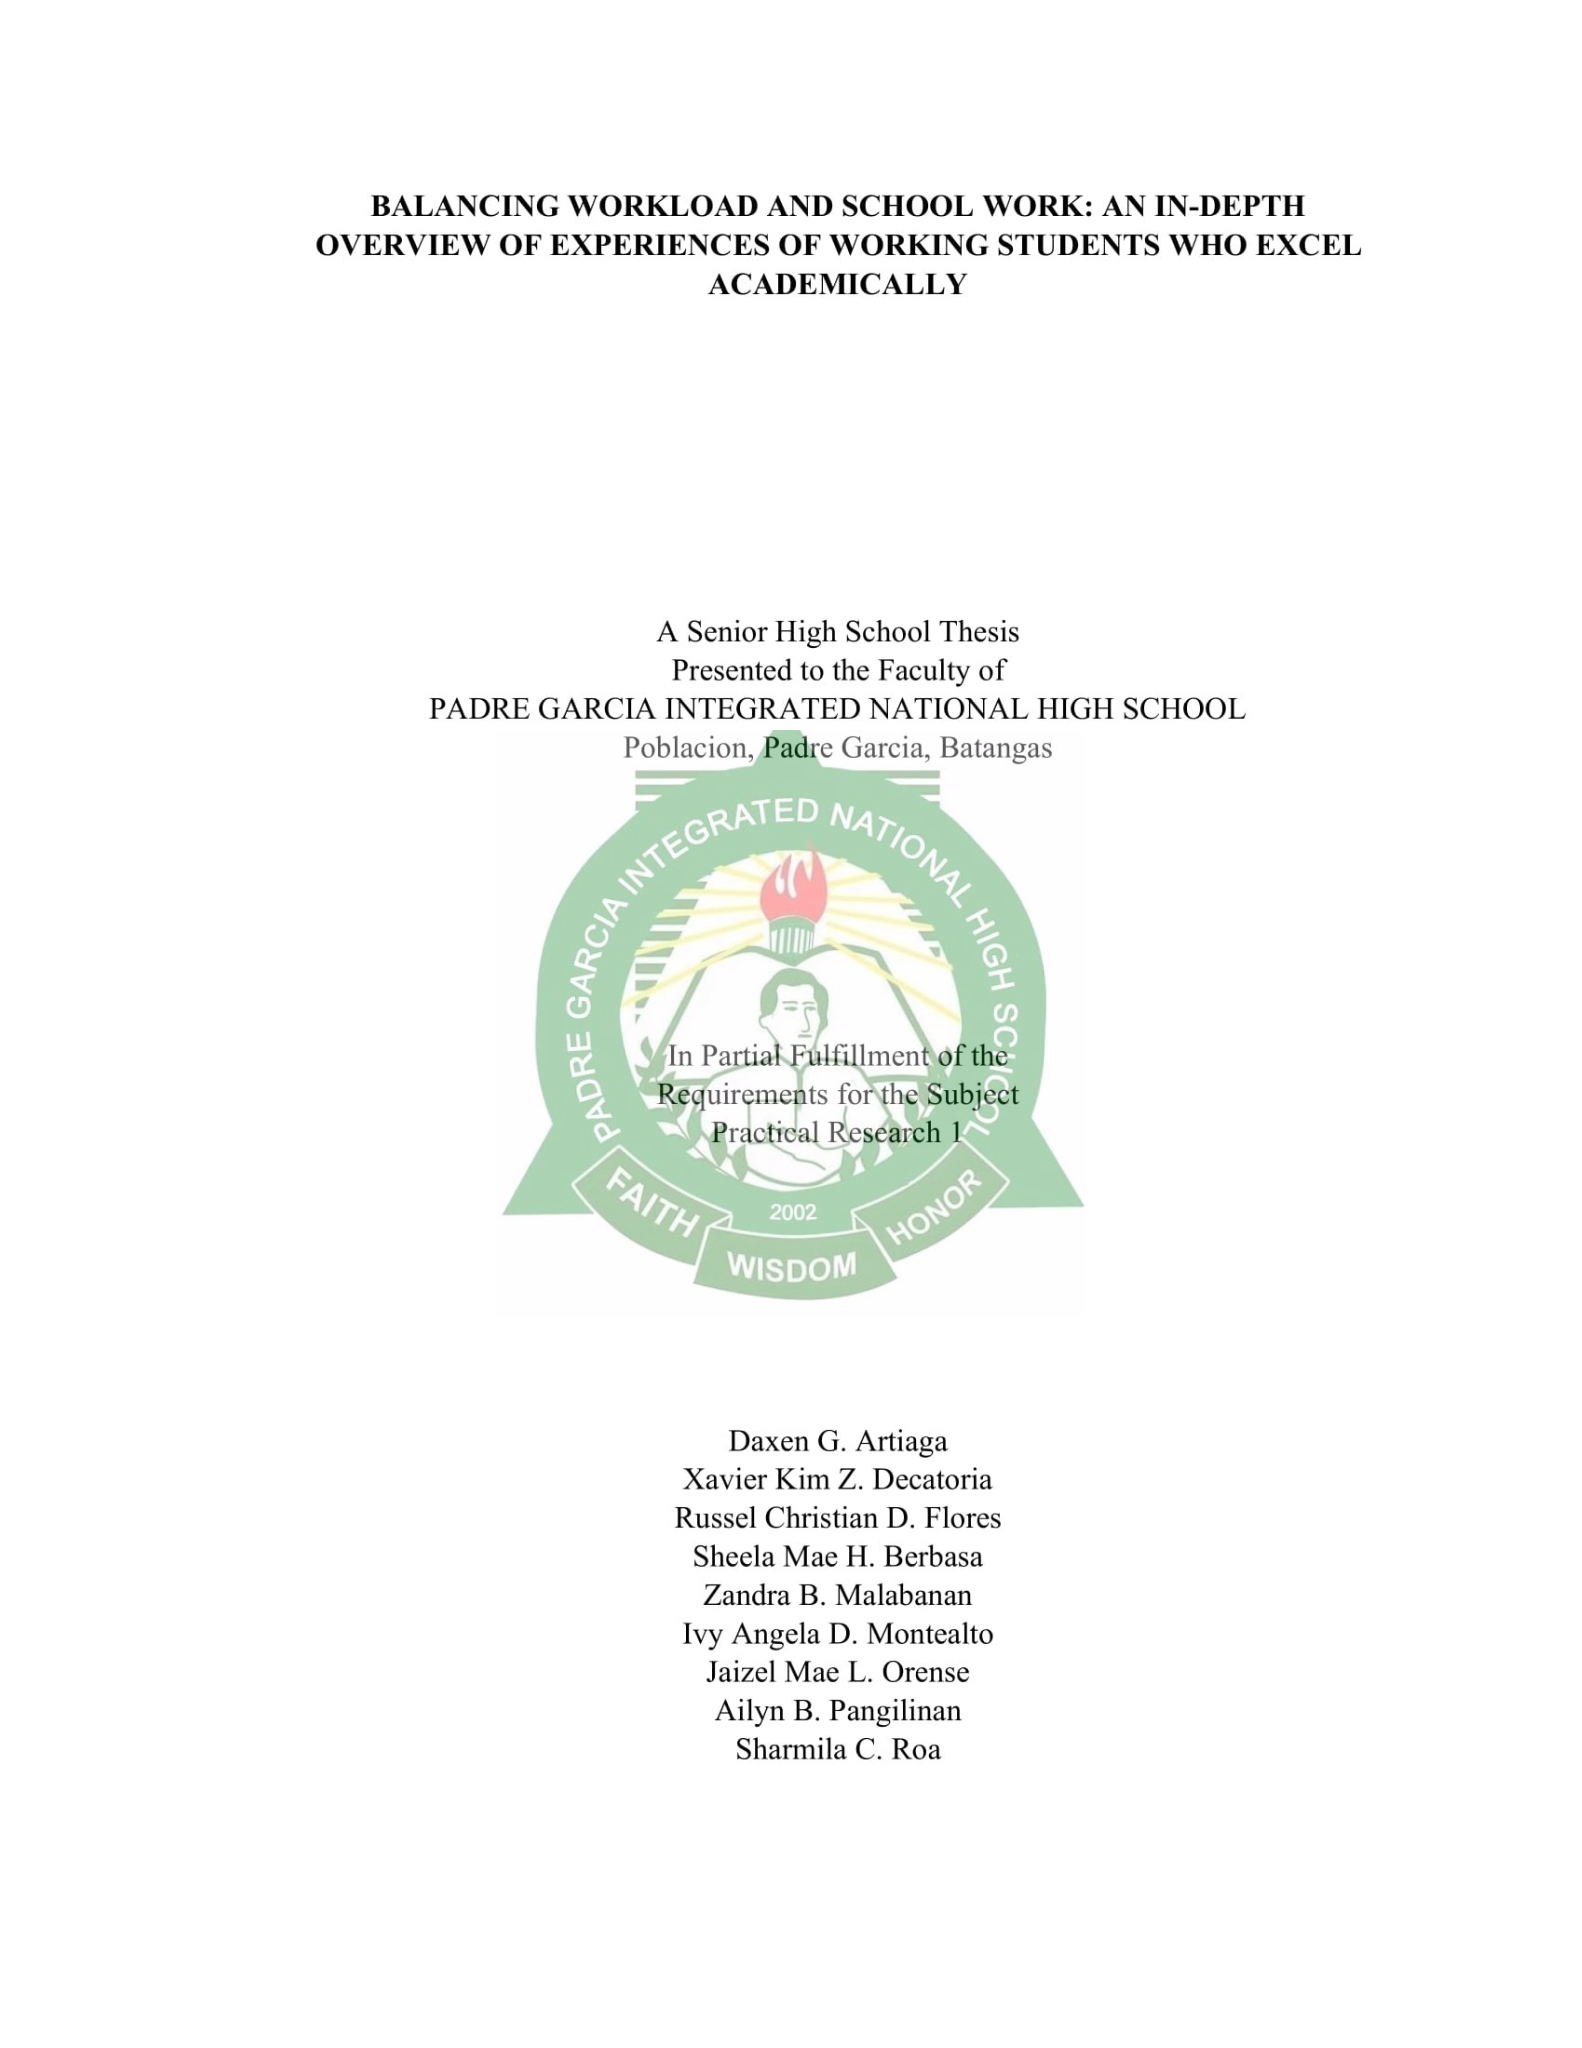 BALANCING WORKLOAD AND SCHOOL WORK: AN IN-DEPTH
OVERVIEW OF EXPERIENCES OF WORKING STUDENTS WHO EXCEL
ACADEMICALLY
A Senior High School Thesis
Presented to the Faculty of
PADRE GARCIA INTEGRATED NATIONAL HIGH SCHOOL
Poblacion, Padre Garcia, Batangas
PADRE GARCIA INTEGRATED NATIONAL HIGH SCHOOL
In Partial Fulfillment of the
Requirements for the Subject
Practical Research 1
FAITH
2002
HONOR
WISDOM
Daxen G. Artiaga
Xavier Kim Z. Decatoria
Russel Christian D. Flores
Sheela Mae H. Berbasa
Zandra B. Malabanan
Ivy Angela D. Montealto
Jaizel Mae L. Orense
Ailyn B. Pangilinan
Sharmila C. Roa